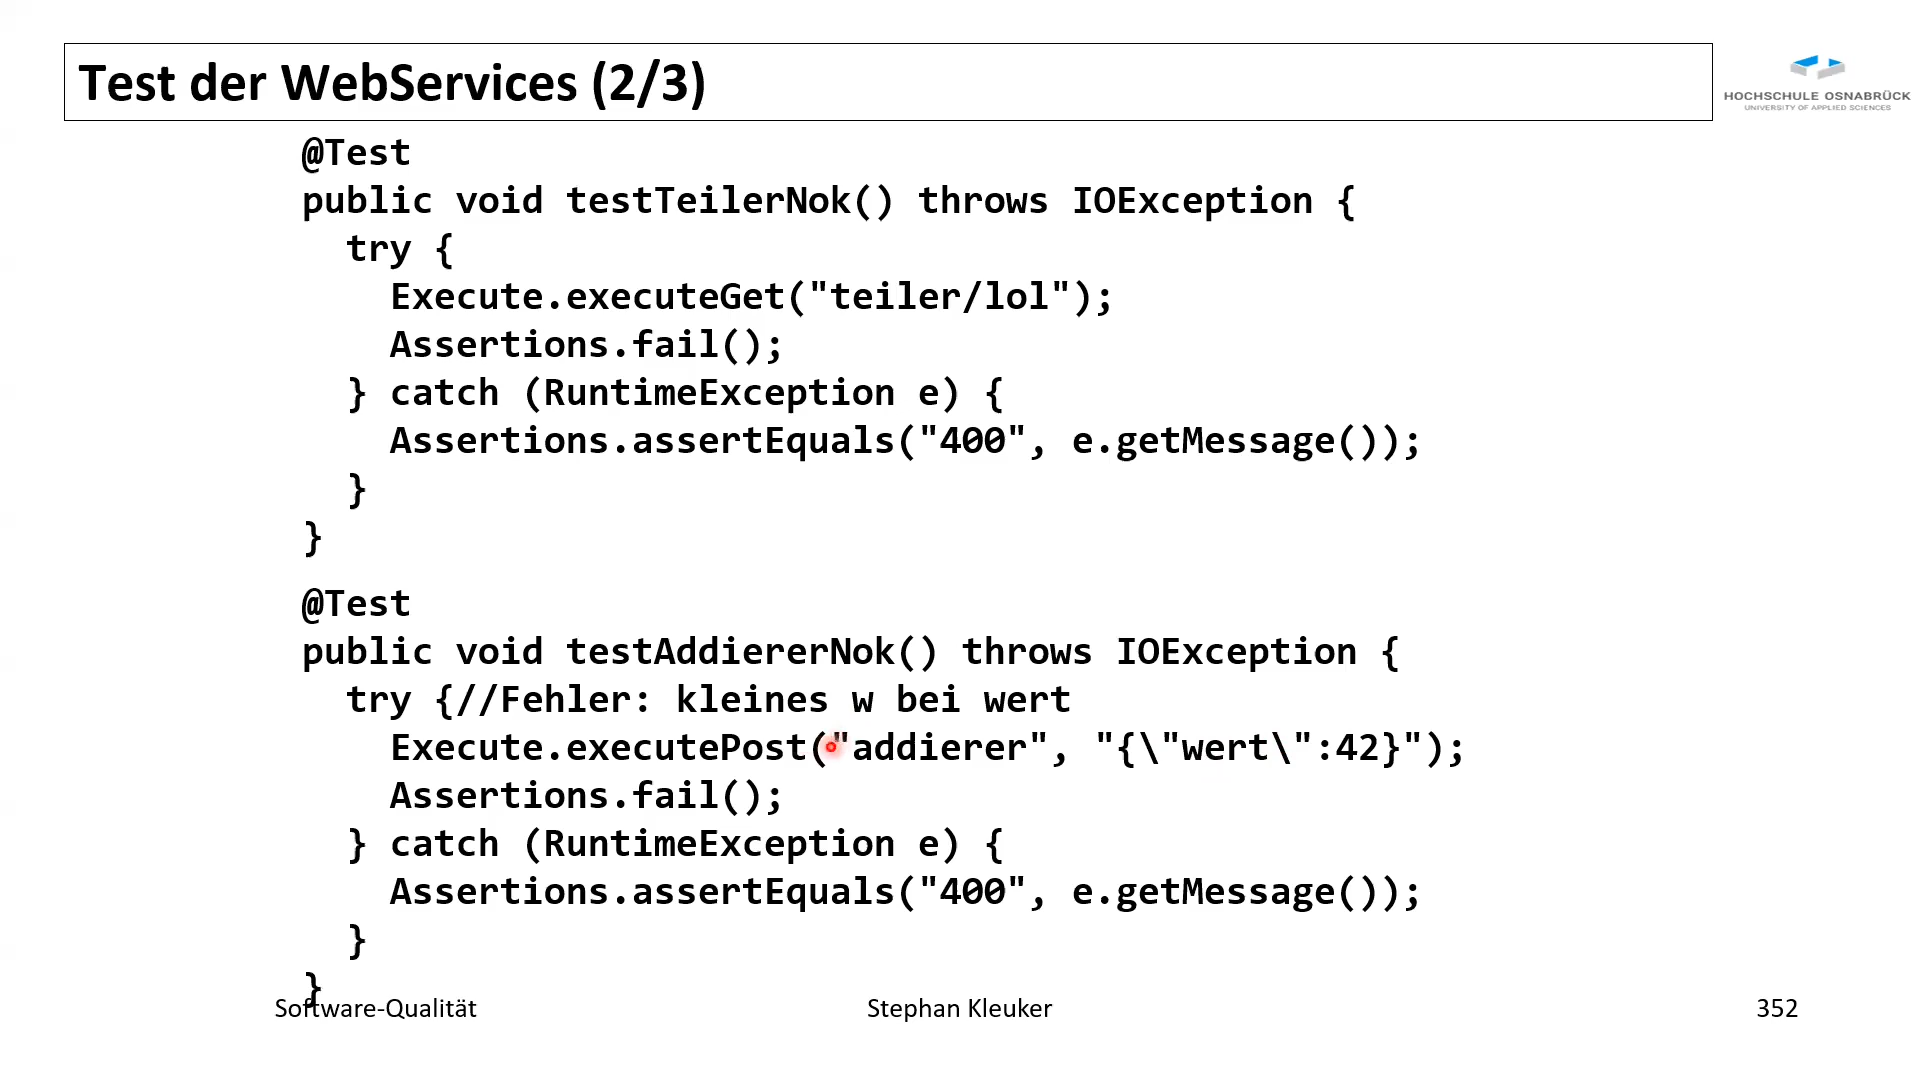 Test der WebServices (2/3)
HOCHSCHULE OSNABRÜCK
UNIVERSITY OF APPLIED SCIENCES
@Test
public void testTeilerNok() throws IOException {
  try {
    Execute.executeGet("teiler/lol");
    Assertions.fail();
  } catch (RuntimeException e) {
    Assertions.assertEquals("400", e.getMessage());
  }
}
@Test
public void testAddiererNok() throws IOException {
  try {//Fehler: kleines w bei wert
    Execute.executePost("addierer", "{\"wert\":42}");
    Assertions.fail();
  } catch (RuntimeException e) {
    Assertions.assertEquals("400", e.getMessage());
  }
}
Software-Qualität
Stephan Kleuker
352